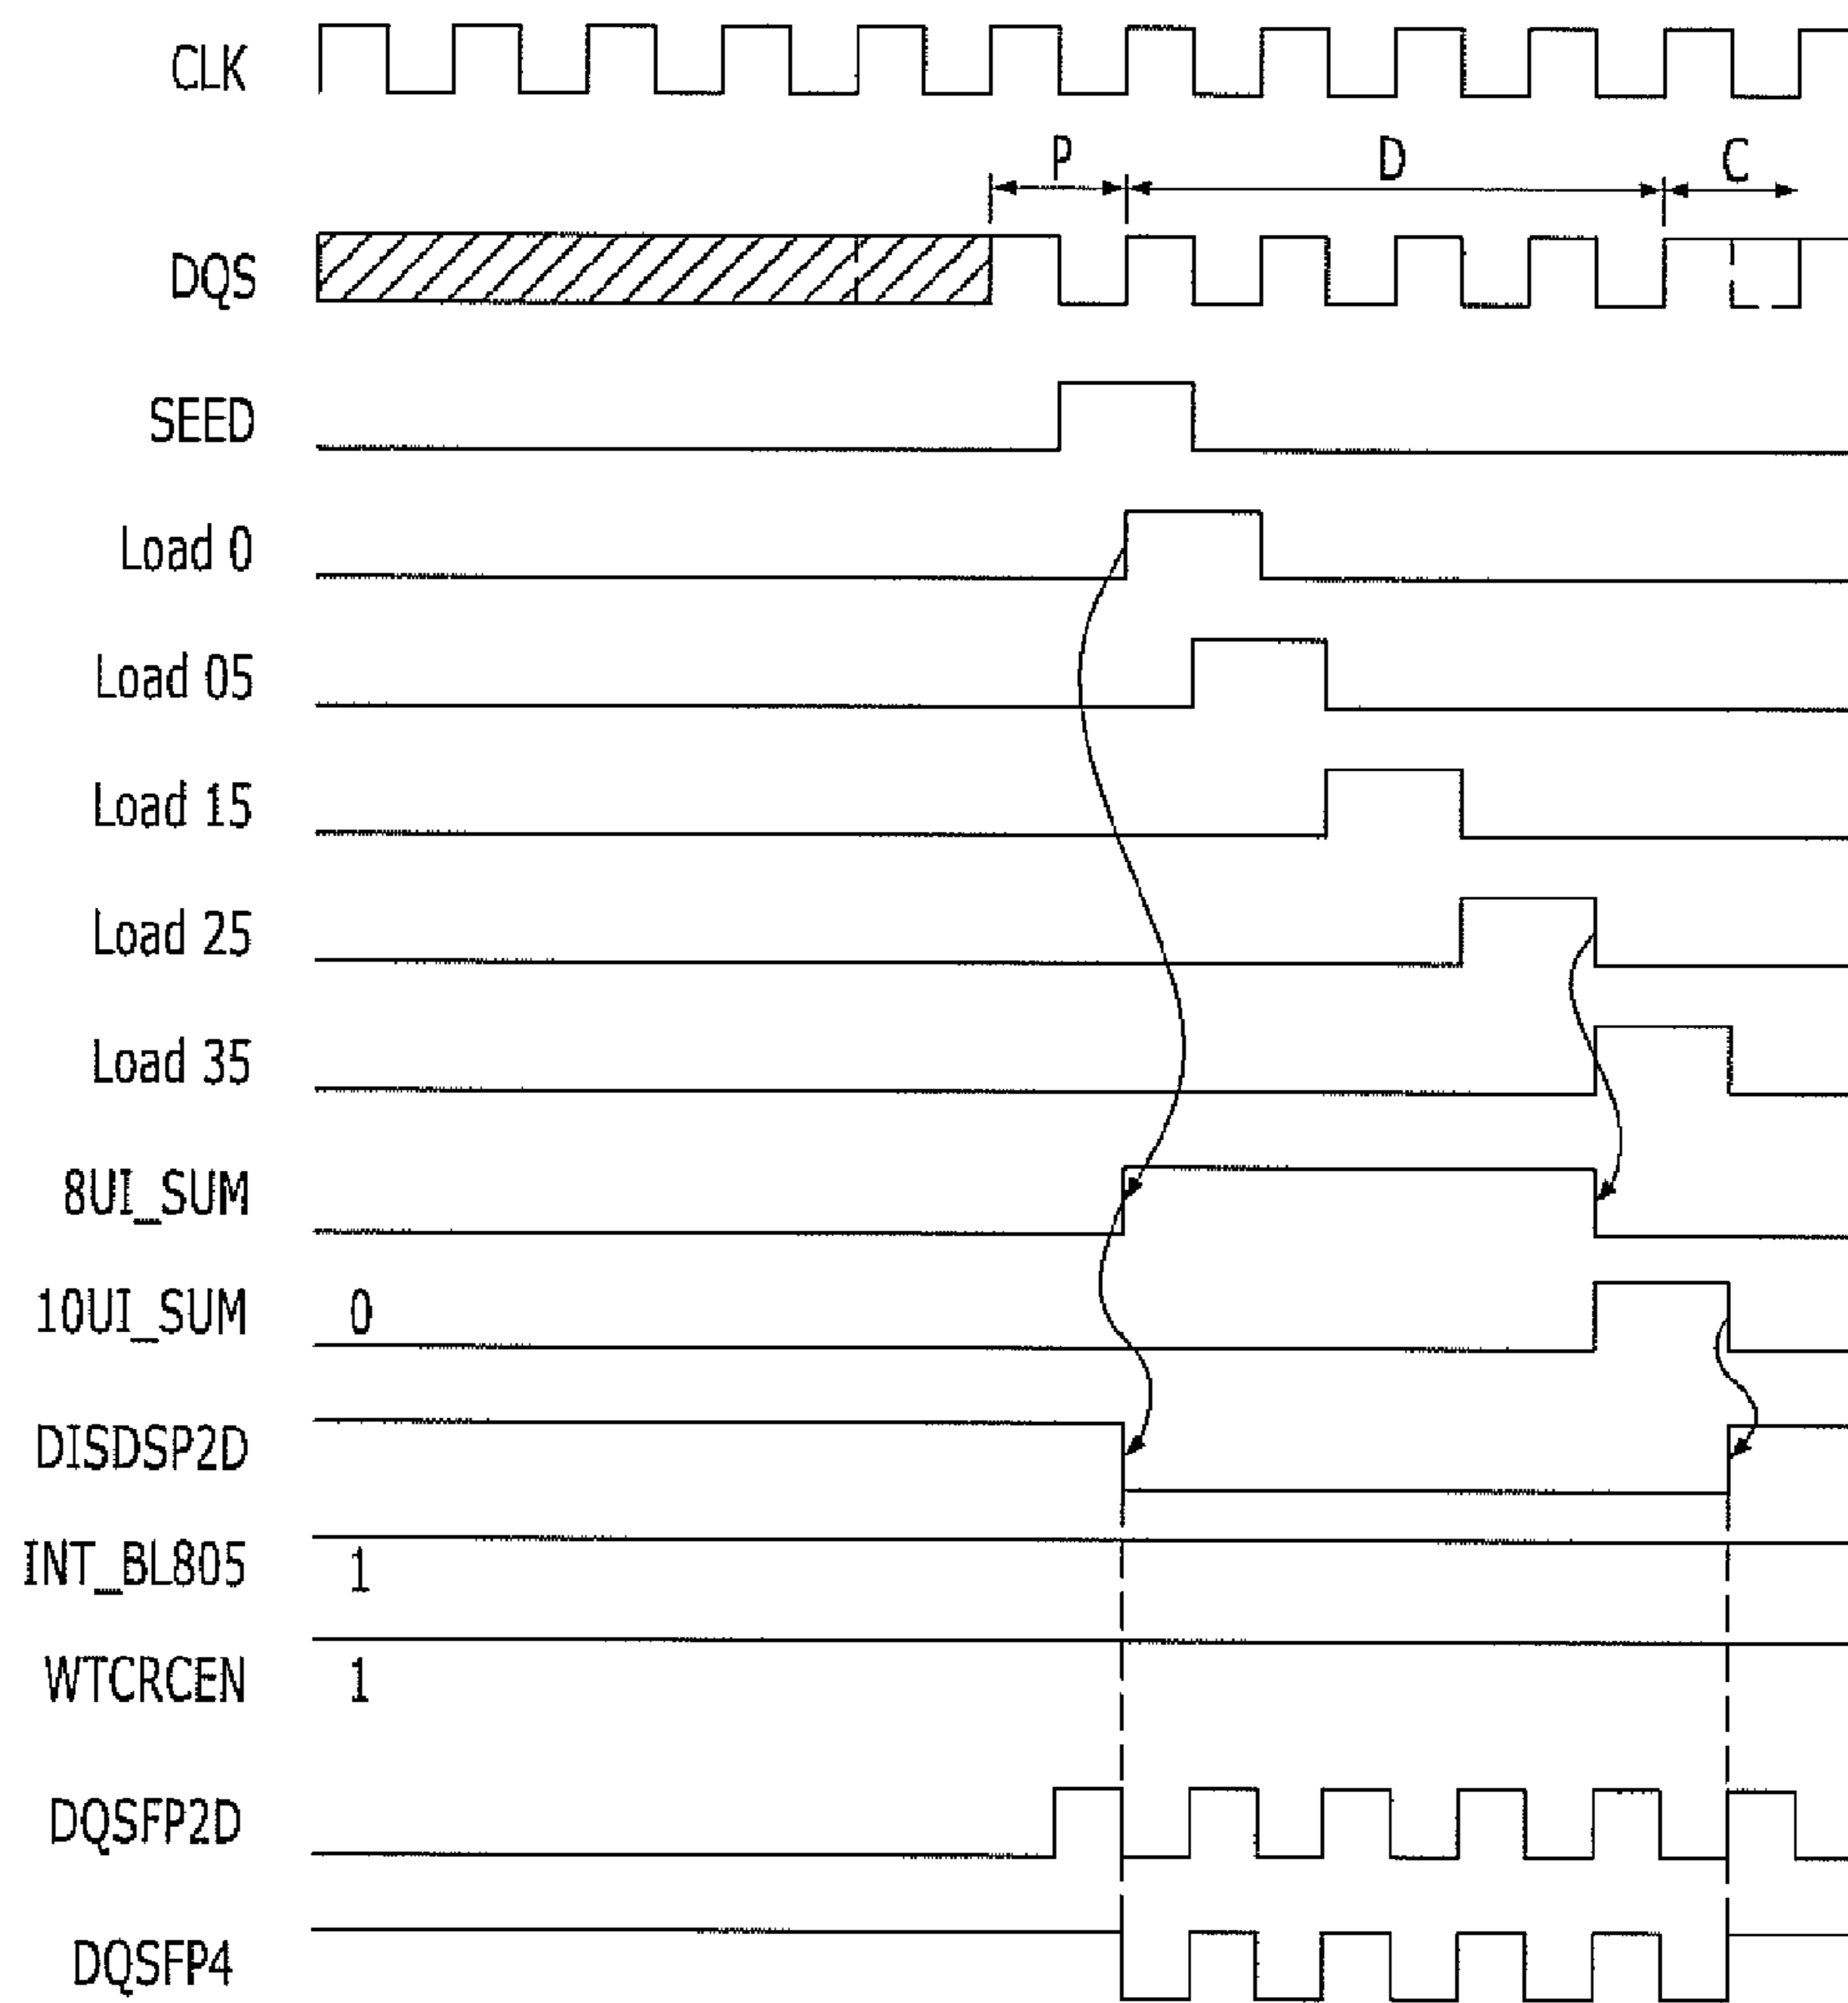 CLK
P D C
DQS
SEED
Load 0
Load 05
Load 15
Load 25
Load 35
8UI_SUM
10UI_SUM 0
DISDSP2D
INT_BL805 1
WTCRCEN 1
DQSFP2D
DQSFP4